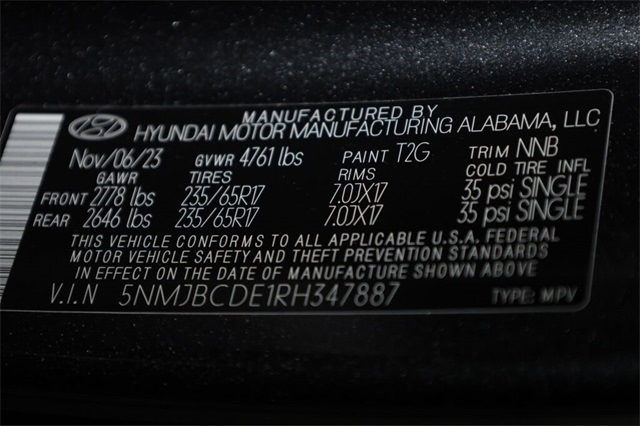 MANUFACTURED BY
HYUNDAI MOTOR MANUFACTURING ALABAMA, LLC
Nov/06/23 GVWR 4761 lbs PAINT T2G TRIM NNB
GAWR TIRES RIMS COLD TIRE INFL
FRONT 2778 lbs 235/65R17 7.0JX17 35 psi SINGLE
REAR 2646 lbs 235/65R17 7.0JX17 35 psi SINGLE
THIS VEHICLE CONFORMS TO ALL APPLICABLE U.S.A. FEDERAL
MOTOR VEHICLE SAFETY AND THEFT PREVENTION STANDARDS
IN EFFECT ON THE DATE OF MANUFACTURE SHOWN ABOVE
V.I.N 5NMJBCDE1RH347887 TYPE: MPV